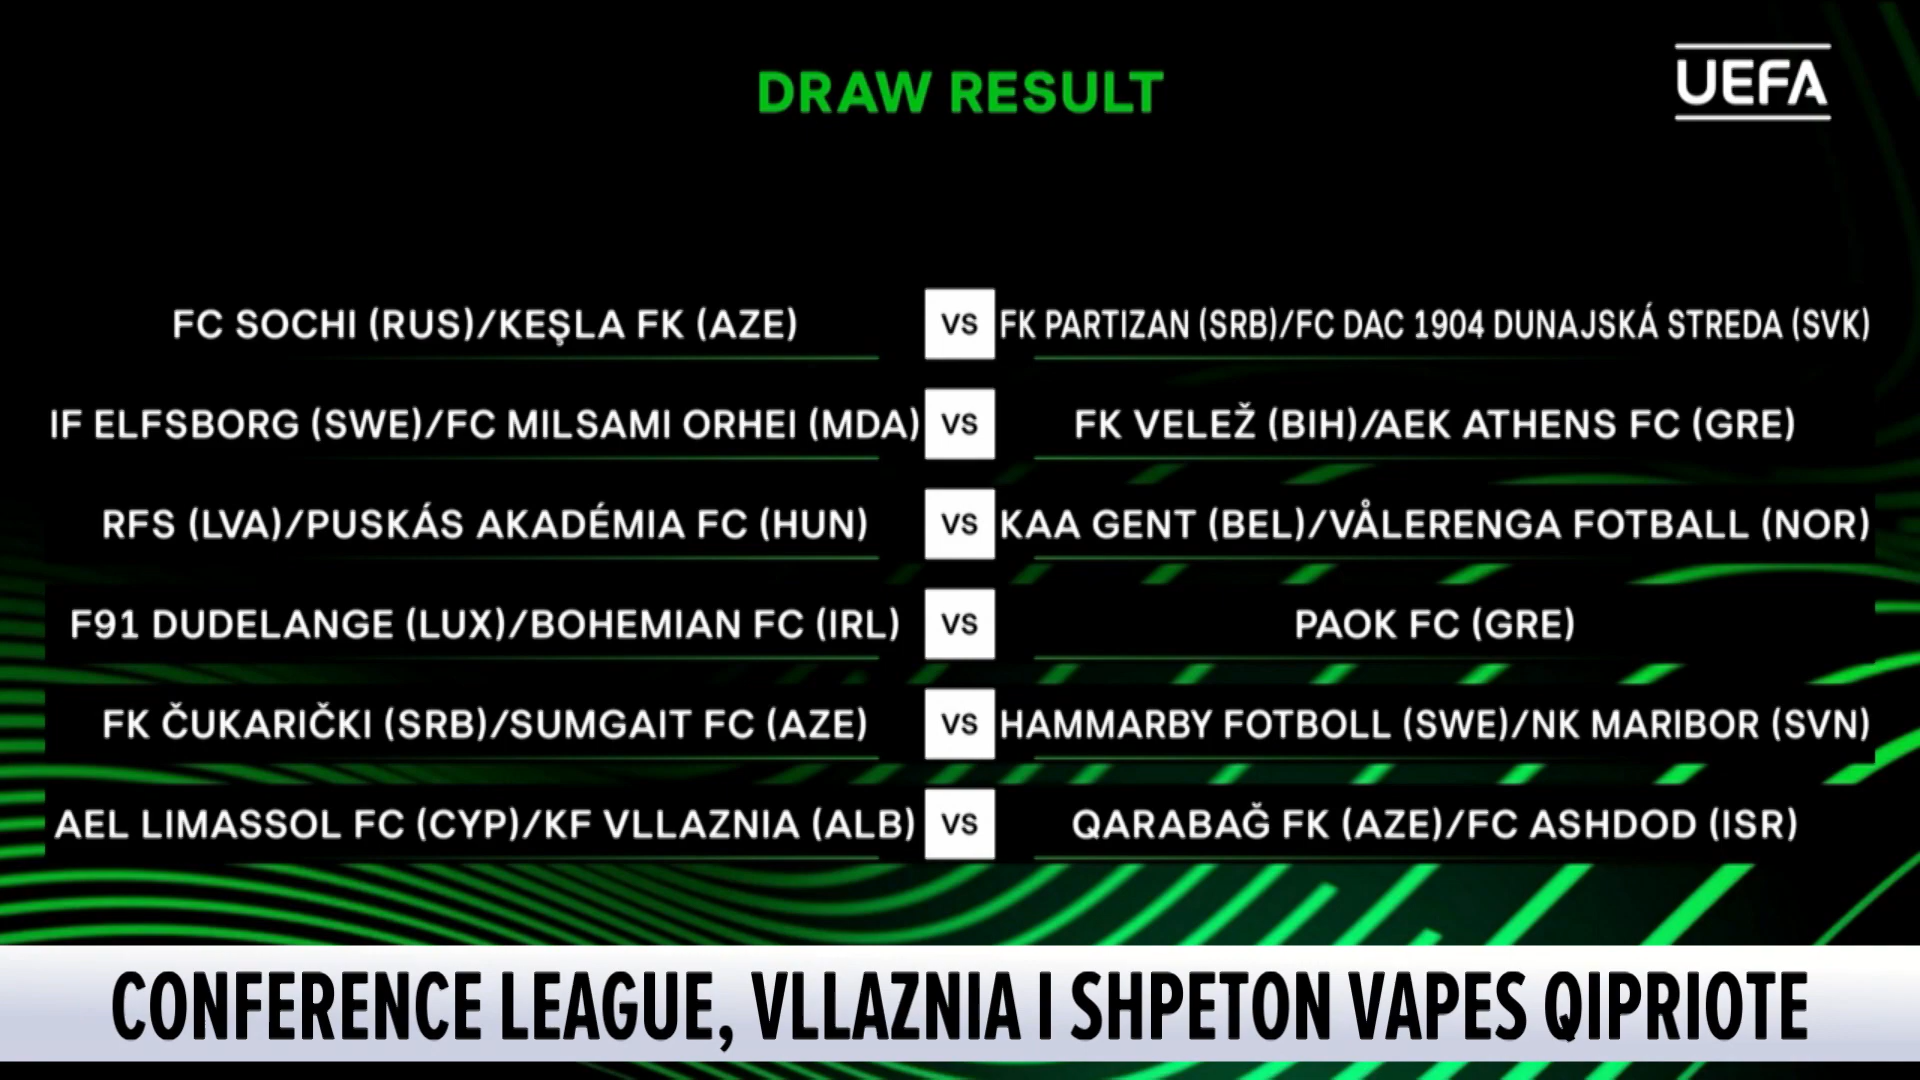 DRAW RESULT
UEFA
FC SOCHI (RUS)/KEŞLA FK (AZE) VS FK PARTIZAN (SRB)/FC DAC 1904 DUNAJSKÁ STREDA (SVK)
IF ELFSBORG (SWE)/FC MILSAMI ORHEI (MDA) VS FK VELEŽ (BIH)/AEK ATHENS FC (GRE)
RFS (LVA)/PUSKÁS AKADÉMIA FC (HUN) VS KAA GENT (BEL)/VÅLERENGA FOTBALL (NOR)
F91 DUDELANGE (LUX)/BOHEMIAN FC (IRL) VS PAOK FC (GRE)
FK ČUKARIČKI (SRB)/SUMGAIT FC (AZE) VS HAMMARBY FOTBOLL (SWE)/NK MARIBOR (SVN)
AEL LIMASSOL FC (CYP)/KF VLLAZNIA (ALB) VS QARABAĞ FK (AZE)/FC ASHDOD (ISR)
CONFERENCE LEAGUE, VLLAZNIA I SHPETON VAPES QIPRIOTE